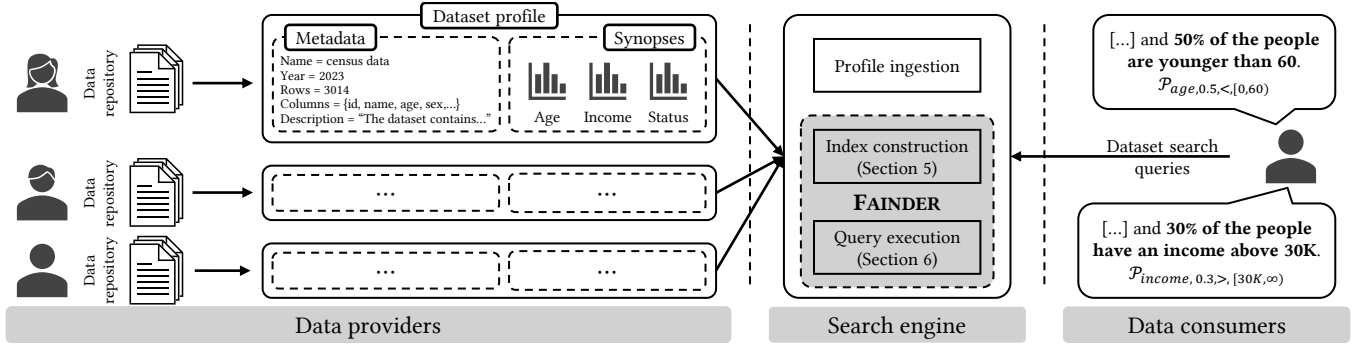 Dataset profile
Metadata
Name = census data
Year = 2023
Rows = 3014
Columns = {id, name, age, sex,...}
Description = “The dataset contains...”
Synopses
Age
Income
Status
Data
repository
...
...
Data
repository
...
...
Data
repository
Data providers
Profile ingestion
Index construction
(Section 5)
FAINDER
Query execution
(Section 6)
Search engine
[...] and 50% of the people
are younger than 60.
𝒫age,0.5,<,[0,60)
Dataset search
queries
[...] and 30% of the people
have an income above 30K.
𝒫income, 0.3,>, [30K,∞)
Data consumers